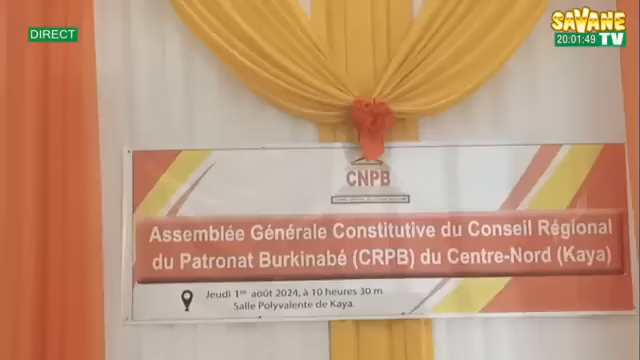 DIRECT
SAVANE
20:01:49 TV
CNPB
Assemblée Générale Constitutive du Conseil Régional
du Patronat Burkinabé (CRPB) du Centre-Nord (Kaya)
Jeudi 1er août 2024, à 10 heures 30 m
Salle Polyvalente de Kaya.